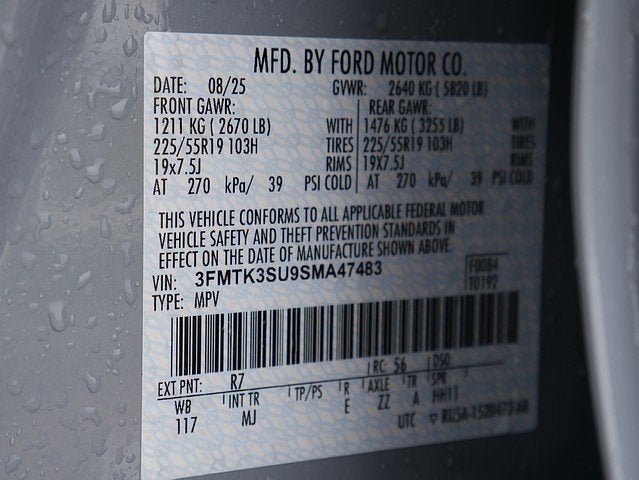 MFD. BY FORD MOTOR CO.
DATE: 08/25 GVWR: 2640 KG ( 5820 LB)
FRONT GAWR: REAR GAWR:
1211 KG ( 2670 LB) WITH 1476 KG ( 3255 LB) WITH
225/55R19 103H TIRES 225/55R19 103H TIRES
19x7.5J RIMS 19X7.5J RIMS
AT 270 kPa/ 39 PSI COLD AT 270 kPa/ 39 PSI COLD
THIS VEHICLE CONFORMS TO ALL APPLICABLE FEDERAL MOTOR
VEHICLE SAFETY AND THEFT PREVENTION STANDARDS IN
EFFECT ON THE DATE OF MANUFACTURE SHOWN ABOVE.
VIN: 3FMTK3SU9SMA47483 F0084
TYPE: MPV T0192
EXT PNT: R7 RC: 56 DSO:
WB INT TR TP/PS R AXLE TR SPR
117 MJ E ZZ A HH11
UTC